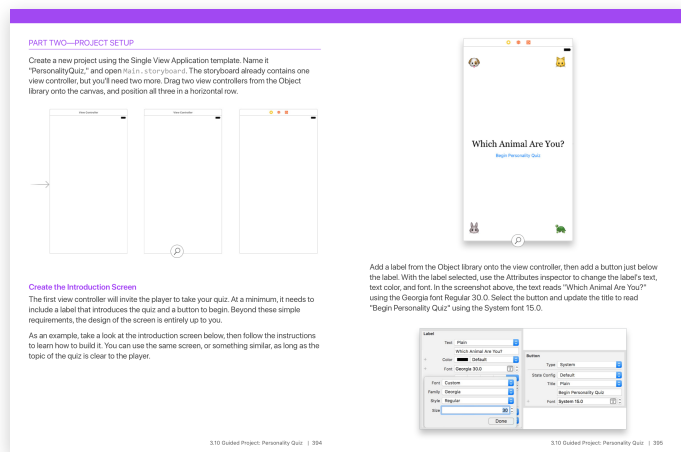 PART TWO—PROJECT SETUP
Create a new project using the Single View Application template. Name it
"PersonalityQuiz," and open Main.storyboard. The storyboard already contains one
view controller, but you'll need two more. Drag two view controllers from the Object
library onto the canvas, and position all three in a horizontal row.
View Controller
View Controller
Create the Introduction Screen
The first view controller will invite the player to take your quiz. At a minimum, it needs to
include a label that introduces the quiz and a button to begin. Beyond these simple
requirements, the design of the screen is entirely up to you.
As an example, take a look at the introduction screen below, then follow the instructions
to learn how to build it. You can use the same screen, or something similar, as long as the
topic of the quiz is clear to the player.
3.10 Guided Project: Personality Quiz | 394
Which Animal Are You?
Begin Personality Quiz
Add a label from the Object library onto the view controller, then add a button just below
the label. With the label selected, use the Attributes inspector to change the label's text,
text color, and font. In the screenshot above, the text reads "Which Animal Are You?"
using the Georgia font Regular 30.0. Select the button and update the title to read
"Begin Personality Quiz" using the System font 15.0.
Label
Text Plain
Which Animal Are You?
Color Default
Font Georgia 30.0
Font Custom
Family Georgia
Style Regular
Size 30
Done
Button
Type System
State Config Default
Title Plain
Begin Personality Quiz
Font System 15.0
3.10 Guided Project: Personality Quiz | 395